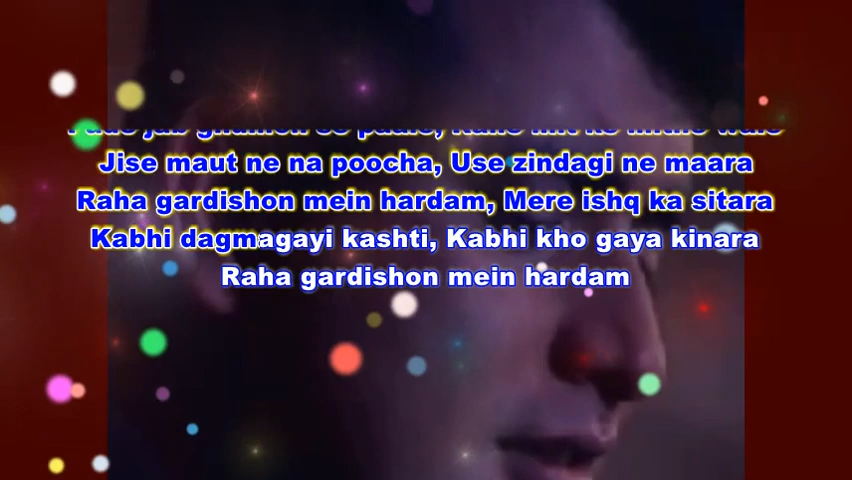 Jise maut ne na poocha, Use zindagi ne maara
Raha gardishon mein hardam, Mere ishq ka sitara
Kabhi dagmagayi kashti, Kabhi kho gaya kinara
Raha gardishon mein hardam